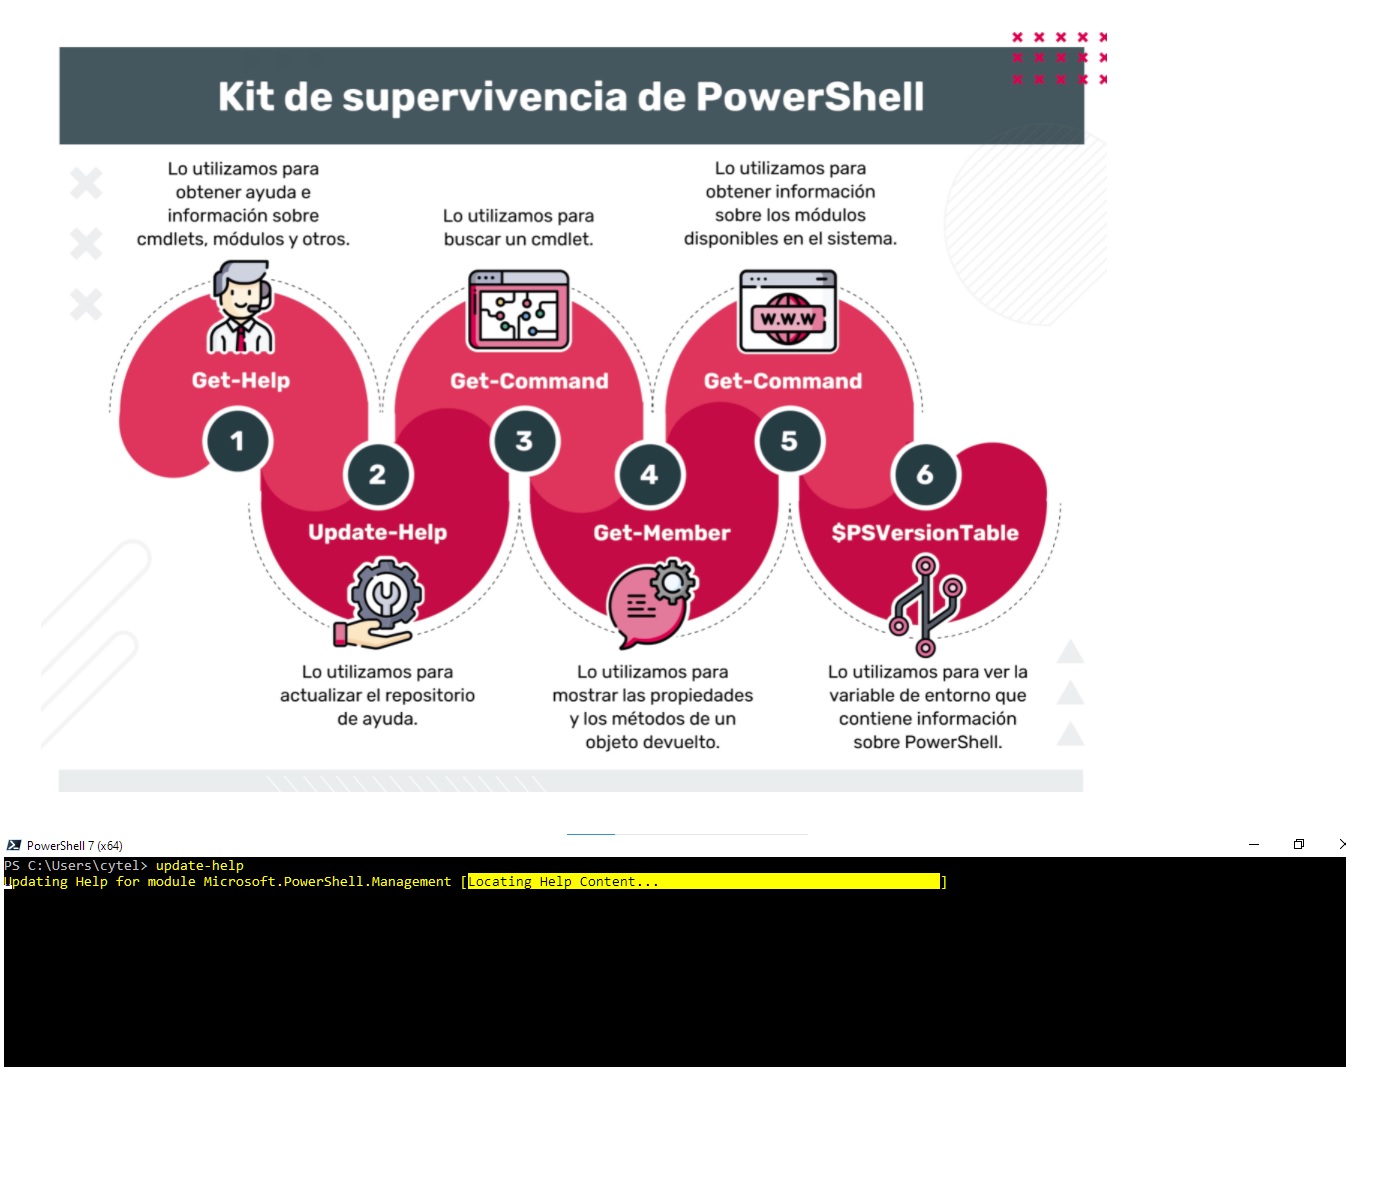 Kit de supervivencia de PowerShell
Lo utilizamos para
obtener ayuda e
información sobre
cmdlets, módulos y otros.
Get-Help
1
2
Update-Help
Lo utilizamos para
actualizar el repositorio
de ayuda.
Lo utilizamos para
buscar un cmdlet.
Get-Command
3
4
Get-Member
Lo utilizamos para
mostrar las propiedades
y los métodos de un
objeto devuelto.
Lo utilizamos para
obtener información
sobre los módulos
disponibles en el sistema.
W.W.W
Get-Command
5
6
$PSVersionTable
Lo utilizamos para ver la
variable de entorno que
contiene información
sobre PowerShell.
PowerShell 7 (x64)
PS C:\Users\cytel> update-help
Updating Help for module Microsoft.PowerShell.Management [Locating Help Content... ]